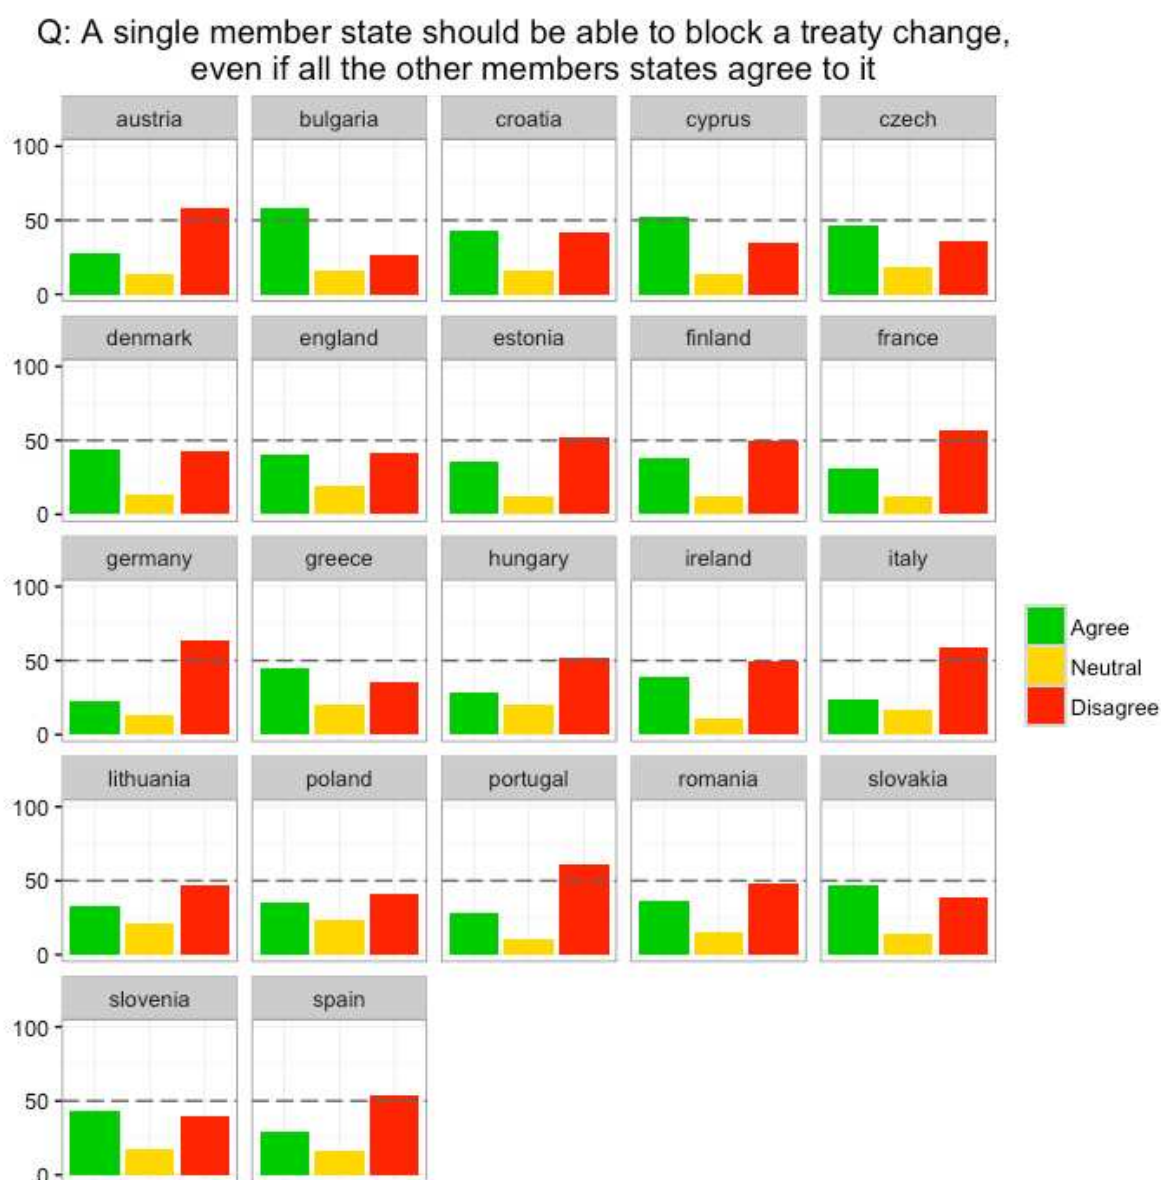 Q: A single member state should be able to block a treaty change,
even if all the other members states agree to it
austria bulgaria croatia cyprus czech
100
50
0
denmark england estonia finland france
100
50
0
germany greece hungary ireland italy
100
50
0
Agree
Neutral
Disagree
lithuania poland portugal romania slovakia
100
50
0
slovenia spain
100
50
0